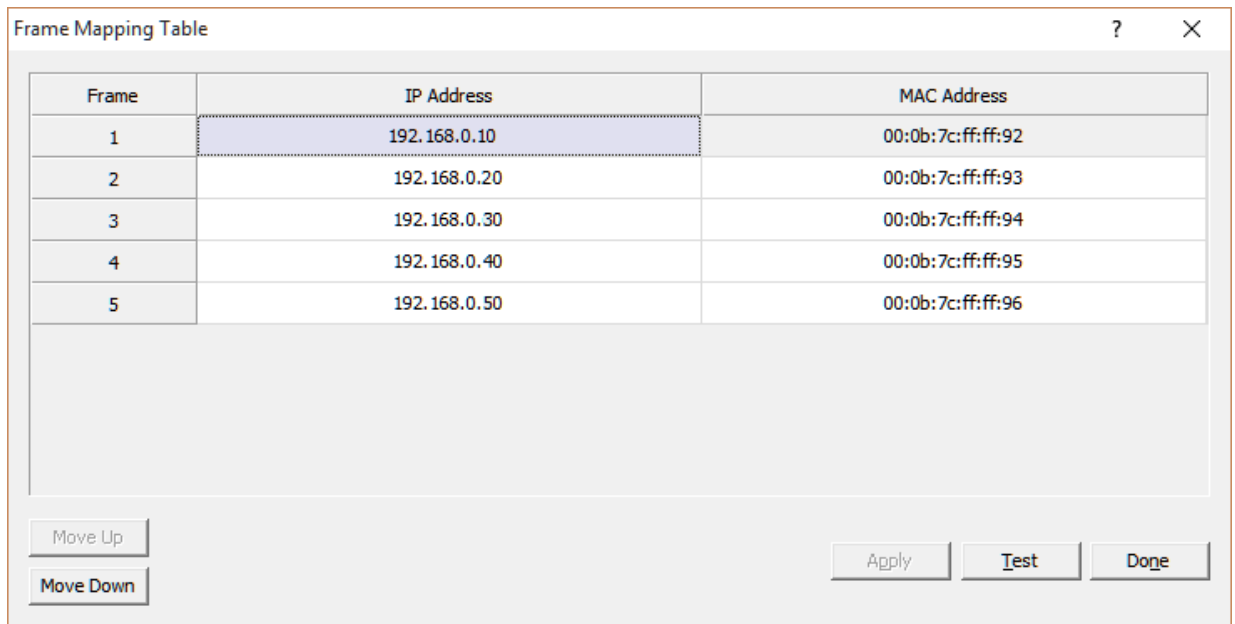 Frame Mapping Table ? ×
Frame IP Address MAC Address
1 192.168.0.10 00:0b:7c:ff:ff:92
2 192.168.0.20 00:0b:7c:ff:ff:93
3 192.168.0.30 00:0b:7c:ff:ff:94
4 192.168.0.40 00:0b:7c:ff:ff:95
5 192.168.0.50 00:0b:7c:ff:ff:96
Move Up
Apply Test Done
Move Down